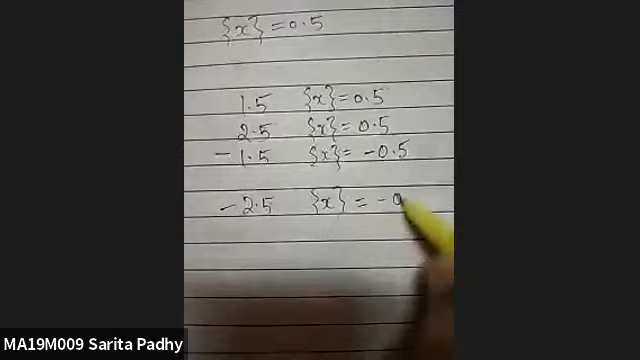 {x} = 0.5
1.5 {x} = 0.5
2.5 {x} = 0.5
-1.5 {x} = -0.5
-2.5 {x} = -0
MA19M009 Sarita Padhy